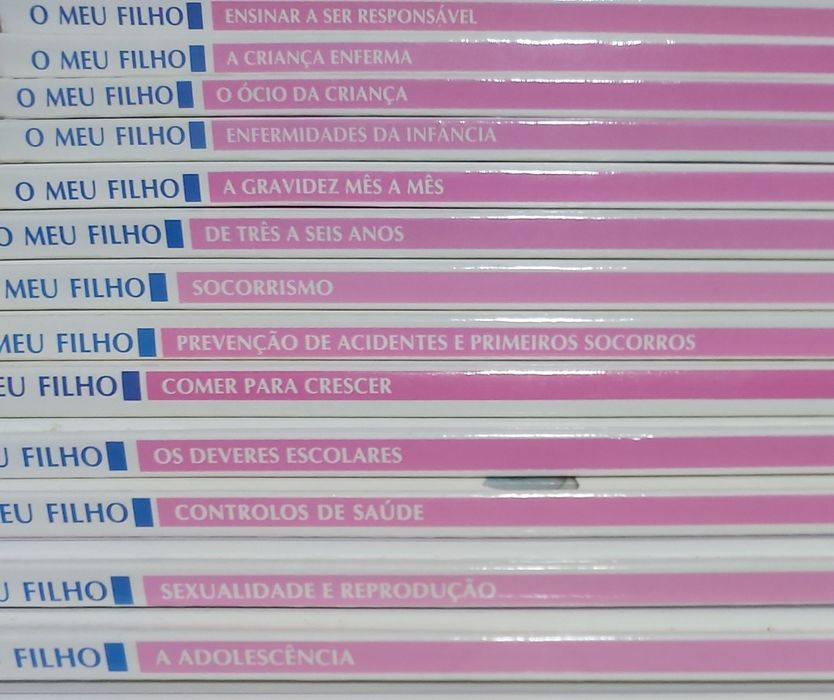 O MEU FILHO ENSINAR A SER RESPONSÁVEL
O MEU FILHO A CRIANÇA ENFERMA
O MEU FILHO O ÓCIO DA CRIANÇA
O MEU FILHO ENFERMIDADES DA INFÂNCIA
O MEU FILHO A GRAVIDEZ MÊS A MÊS
O MEU FILHO DE TRÊS A SEIS ANOS
MEU FILHO SOCORRISMO
MEU FILHO PREVENÇÃO DE ACIDENTES E PRIMEIROS SOCORROS
EU FILHO COMER PARA CRESCER
U FILHO OS DEVERES ESCOLARES
EU FILHO CONTROLOS DE SAÚDE
U FILHO SEXUALIDADE E REPRODUÇÃO
FILHO A ADOLESCÊNCIA